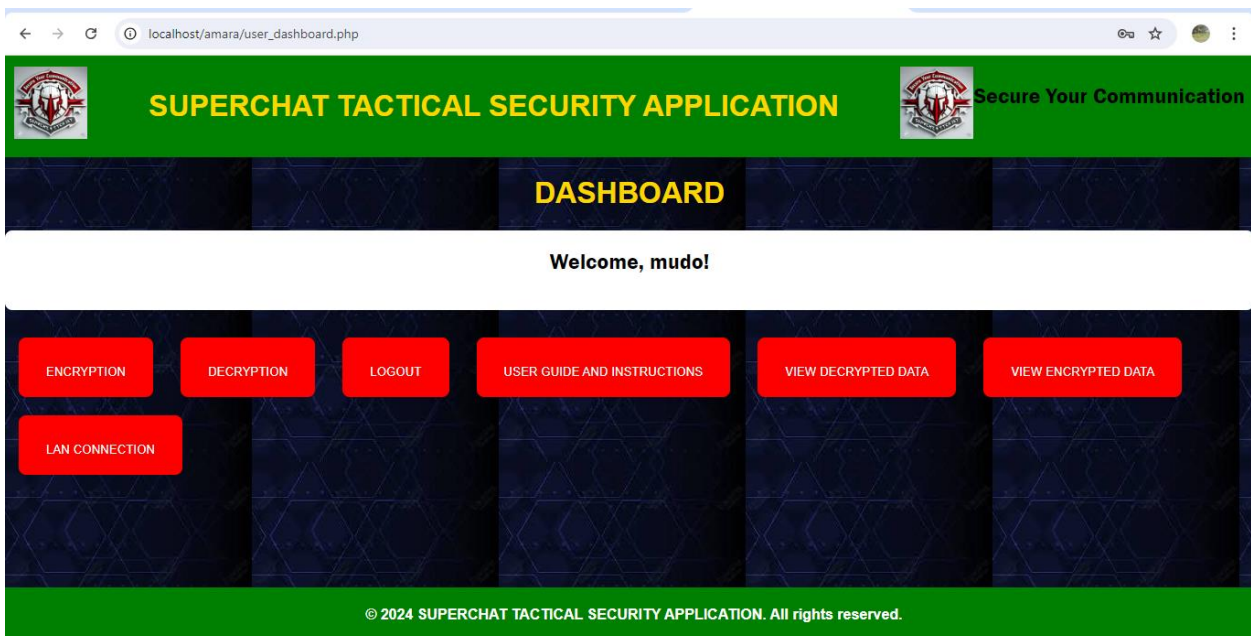 localhost/amara/user_dashboard.php
SUPERCHAT TACTICAL SECURITY APPLICATION
Secure Your Communication
DASHBOARD
Welcome, mudo!
ENCRYPTION
DECRYPTION
LOGOUT
USER GUIDE AND INSTRUCTIONS
VIEW DECRYPTED DATA
VIEW ENCRYPTED DATA
LAN CONNECTION
© 2024 SUPERCHAT TACTICAL SECURITY APPLICATION. All rights reserved.